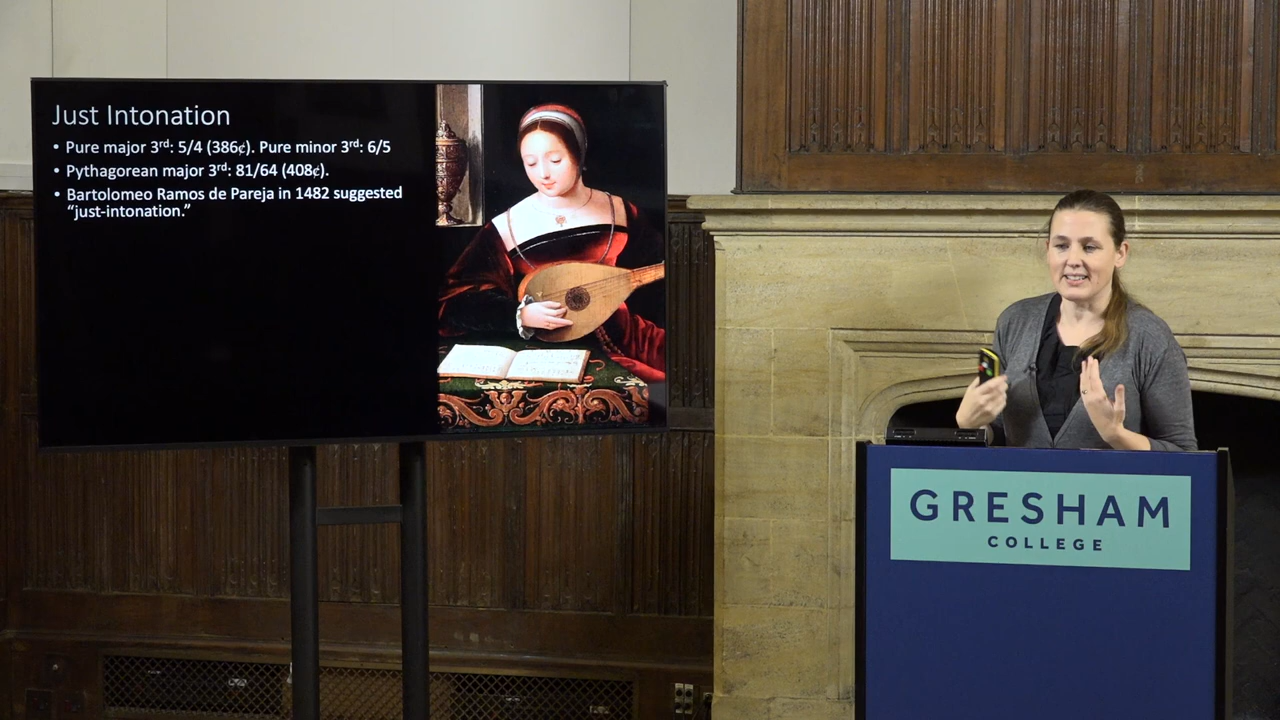 Just Intonation
• Pure major 3rd: 5/4 (386¢). Pure minor 3rd: 6/5
• Pythagorean major 3rd: 81/64 (408¢).
• Bartolomeo Ramos de Pareja in 1482 suggested
“just-intonation.”
GRESHAM
COLLEGE